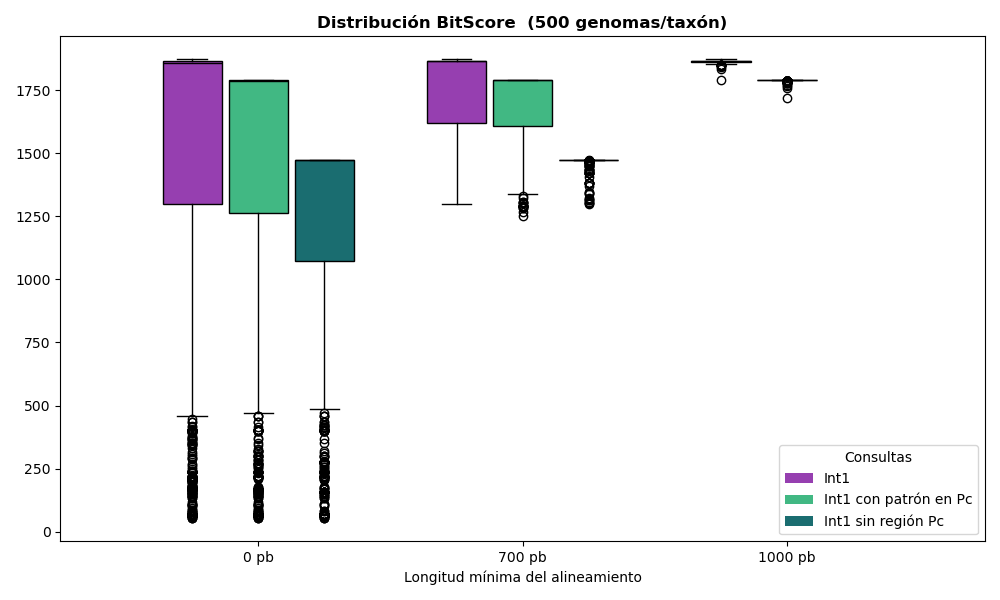 Distribución BitScore (500 genomas/taxón)
1750
1500
1250
1000
750
500
250
0
Consultas
Int1
Int1 con patrón en Pc
Int1 sin región Pc
0 pb
700 pb
1000 pb
Longitud mínima del alineamiento